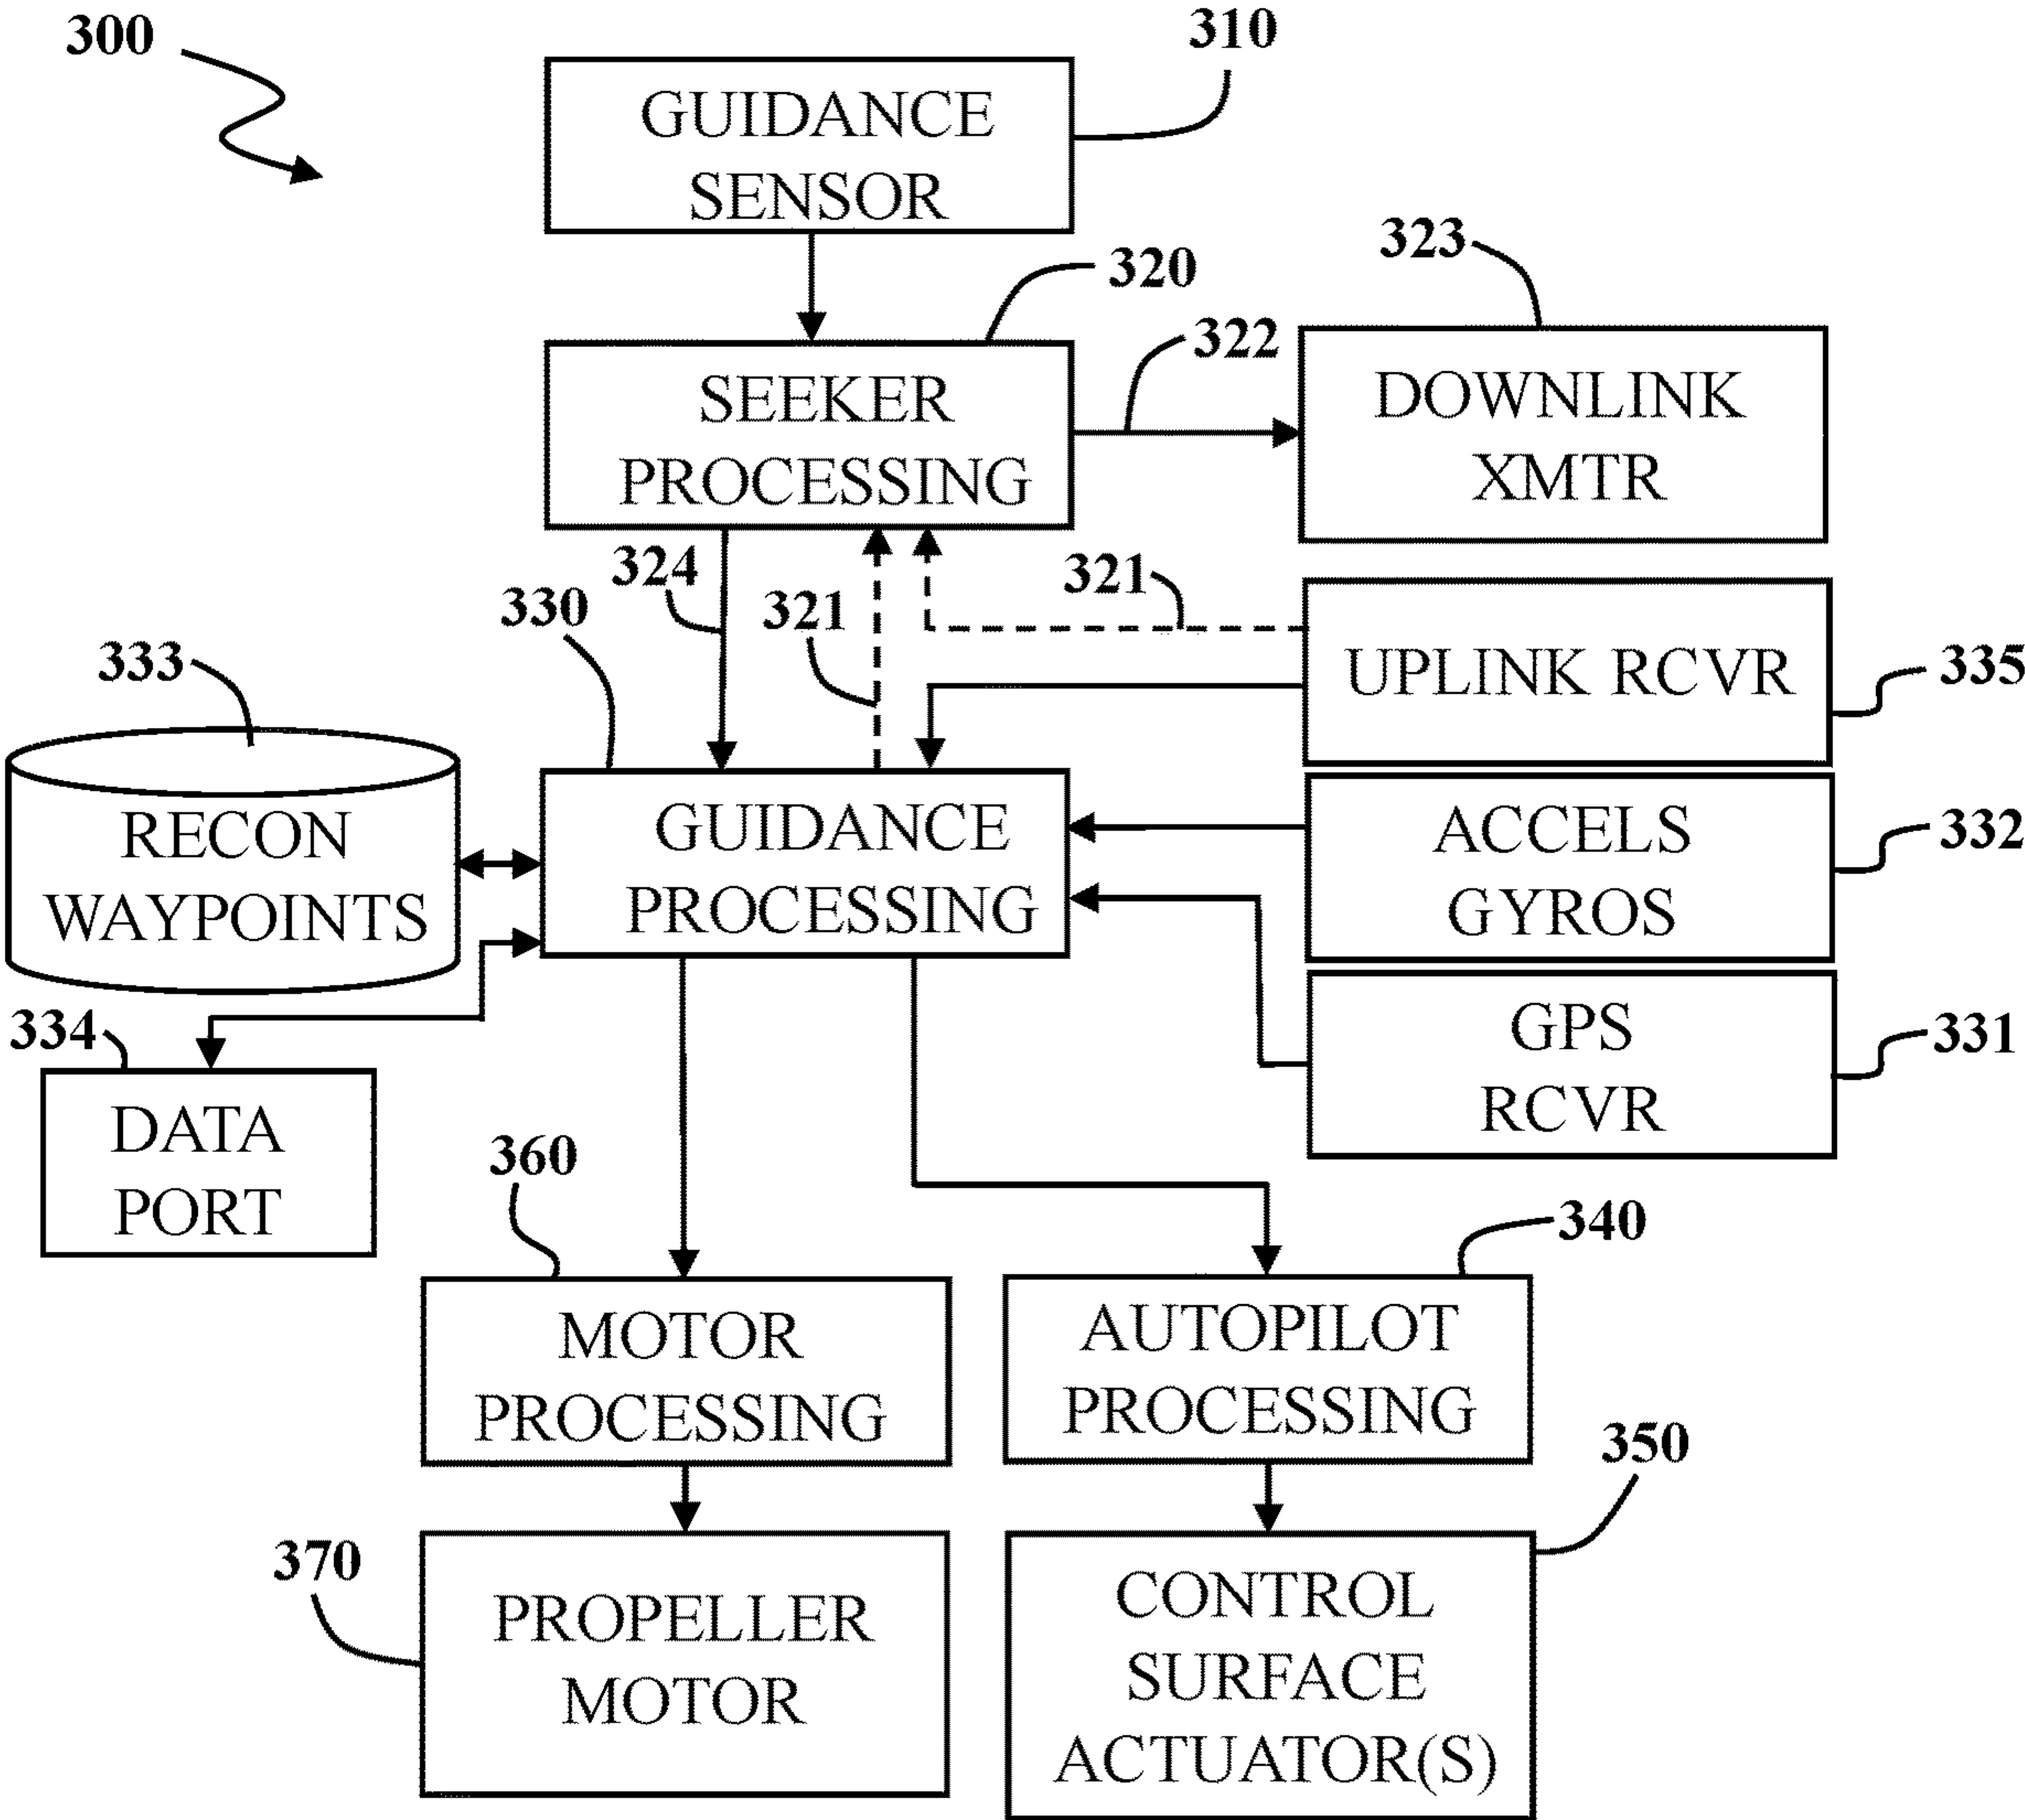 300
310
GUIDANCE
SENSOR
320
323
322
SEEKER
PROCESSING
DOWNLINK
XMTR
324
321
321
330
333
UPLINK RCVR
335
RECON
WAYPOINTS
GUIDANCE
PROCESSING
ACCELS
GYROS
332
334
DATA
PORT
GPS
RCVR
331
360
340
MOTOR
PROCESSING
AUTOPILOT
PROCESSING
350
370
PROPELLER
MOTOR
CONTROL
SURFACE
ACTUATOR(S)